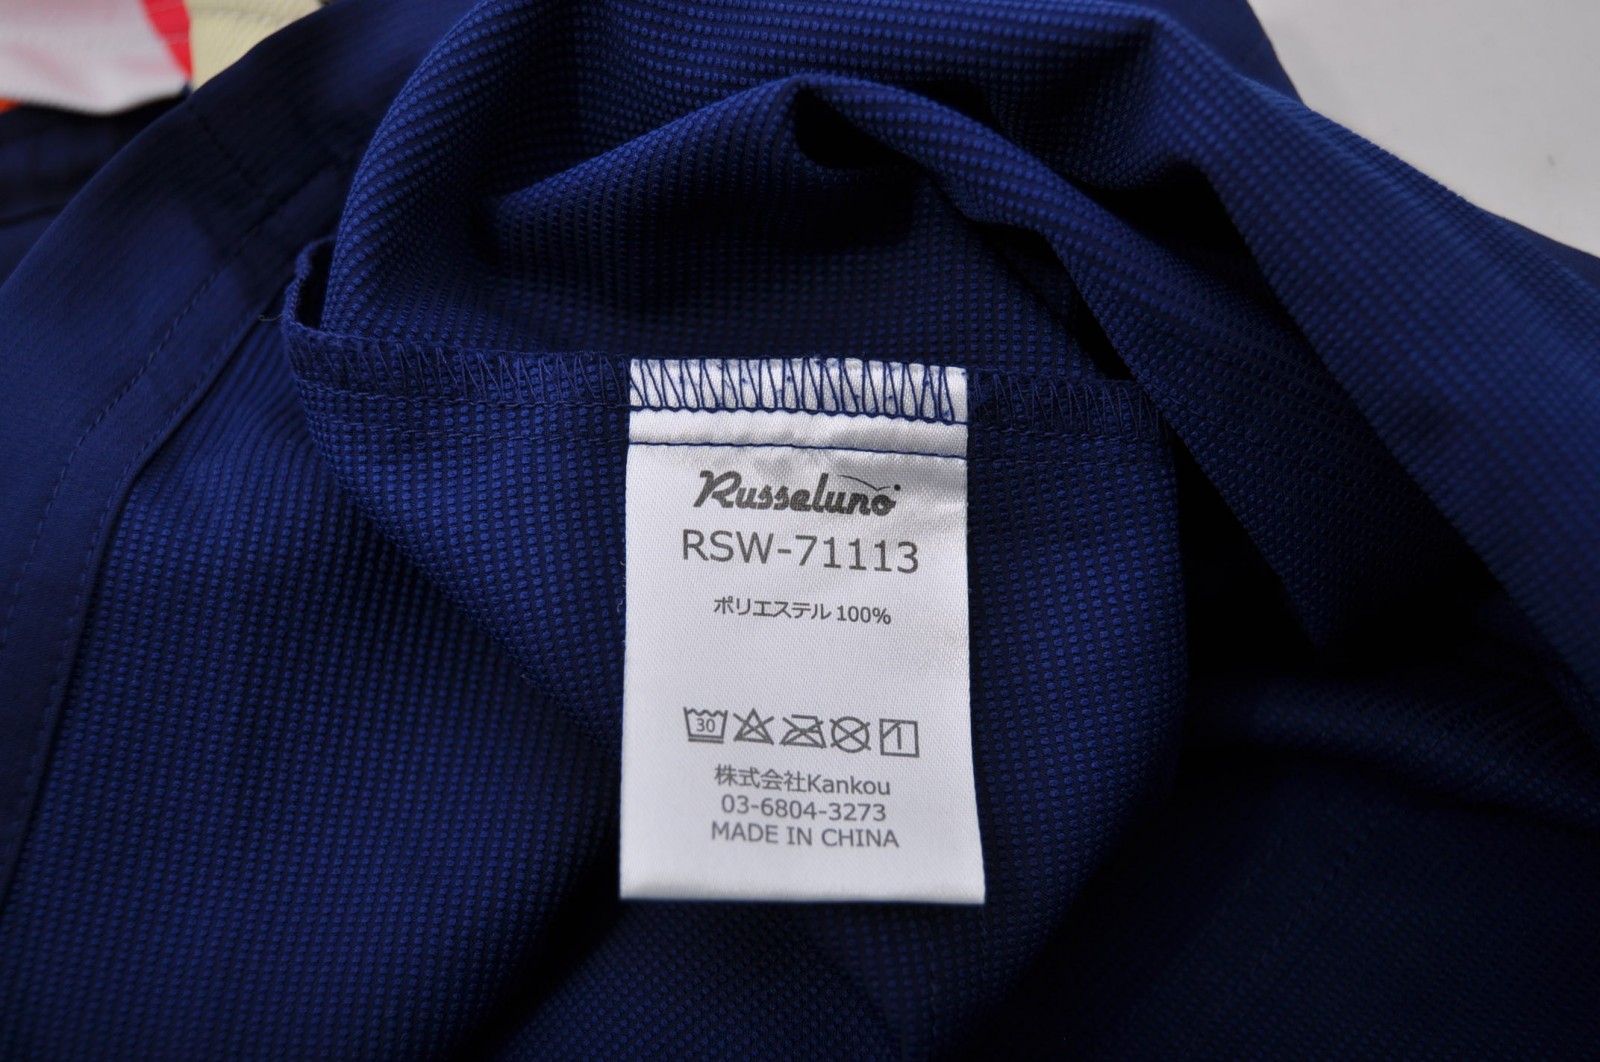 Russeluno
RSW-71113
ポリエステル 100%
30
株式会社Kankou
03-6804-3273
MADE IN CHINA